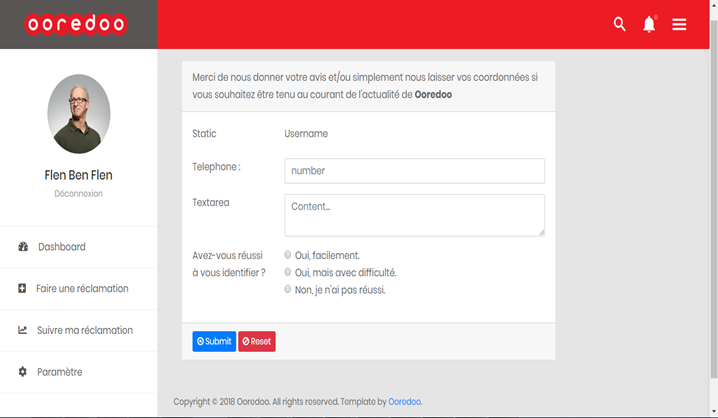 ooredoo
Merci de nous donner votre avis et/ou simplement nous laisser vos coordonnées si
vous souhaitez être tenu au courant de l'actualité de Ooredoo
Flen Ben Flen
Déconnexion
Dashboard
Faire une réclamation
Suivre ma réclamation
Paramètre
Static Username
Telephone : number
Textarea Content...
Avez-vous réussi
à vous identifier ?
Oui, facilement.
Oui, mais avec difficulté.
Non, je n'ai pas réussi.
Submit Reset
Copyright © 2018 Ooredoo. All rights reserved. Template by Ooredoo.